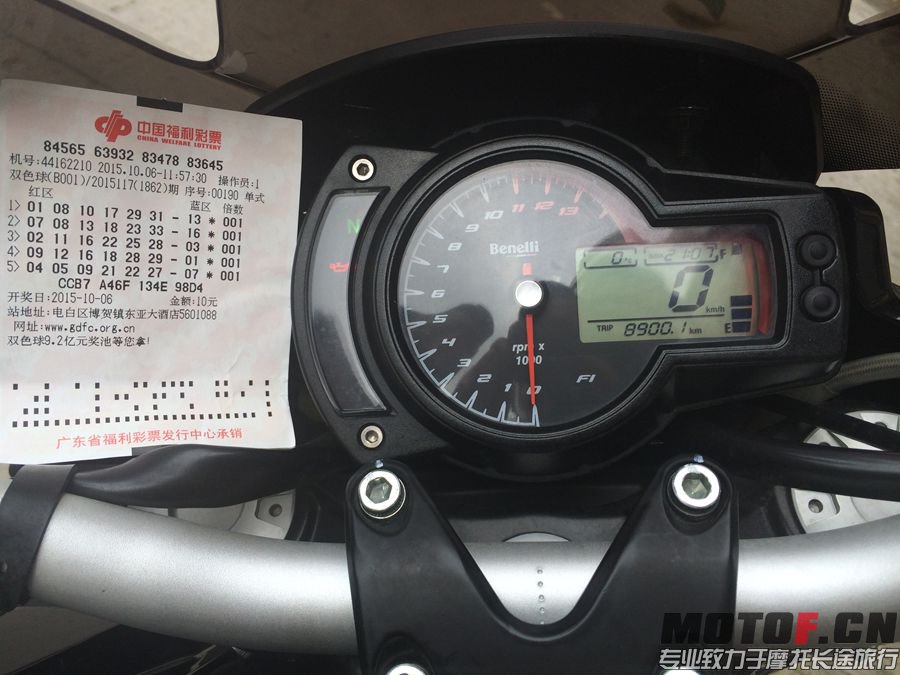 中国福利彩票
CHINA WELFARE LOTTERY
84565 63932 83478 83645
机号:44162210 2015.10.06-11:57:30 操作员:1
双色球(B001)/2015117(1862)期 序号:00190 单式
红区 蓝区 倍数
1> 01 08 10 17 29 31 - 13 * 001
2> 07 08 13 18 23 33 - 16 * 001
3> 02 11 16 22 25 28 - 03 * 001
4> 09 12 16 18 28 29 - 01 * 001
5> 04 05 09 21 22 27 - 07 * 001
CCB7 A46F 134E 98D4
开奖日:2015-10-06 金额:10元
站地址:电白区博贺镇东亚大酒店5601088
网址:www.gdfc.org.cn
双色球9.2亿元奖池等您拿!
广东省福利彩票发行中心承销
N
0 1 2 3 4 5 6 7 8 9 10 11 12 13
Benelli
rpm x
1000
FI
21:07 F
0
km/h
TRIP 8900.1 km E
MOTOF.CN
专业致力于摩托长途旅行